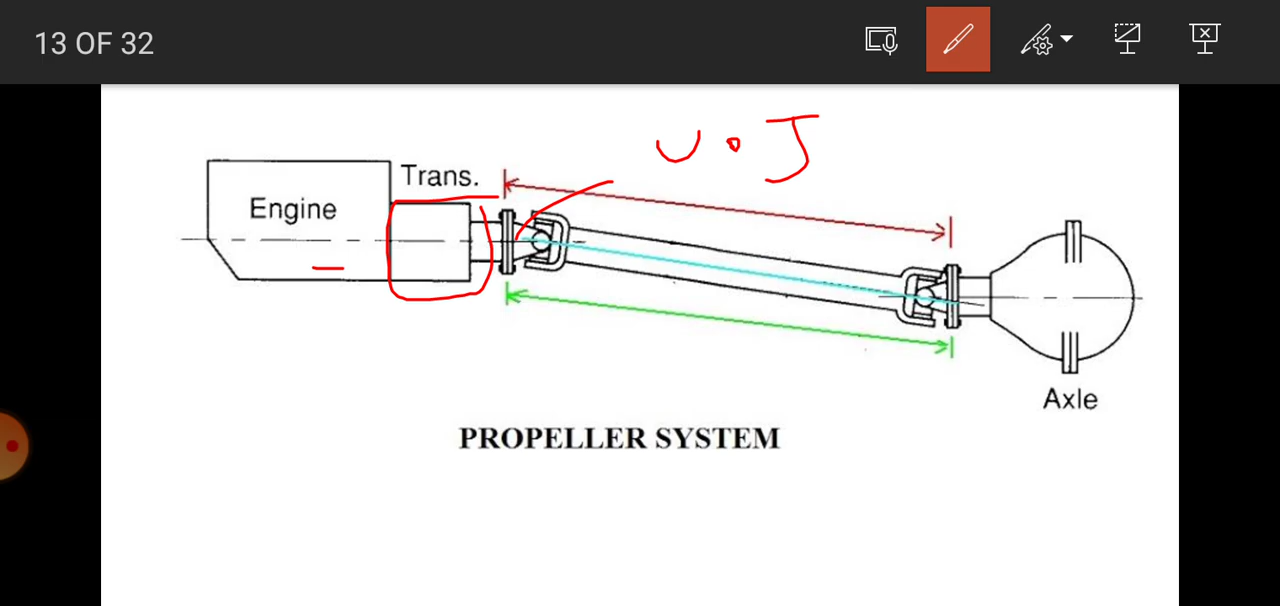 13 OF 32
U.J
Trans.
Engine
Axle
PROPELLER SYSTEM